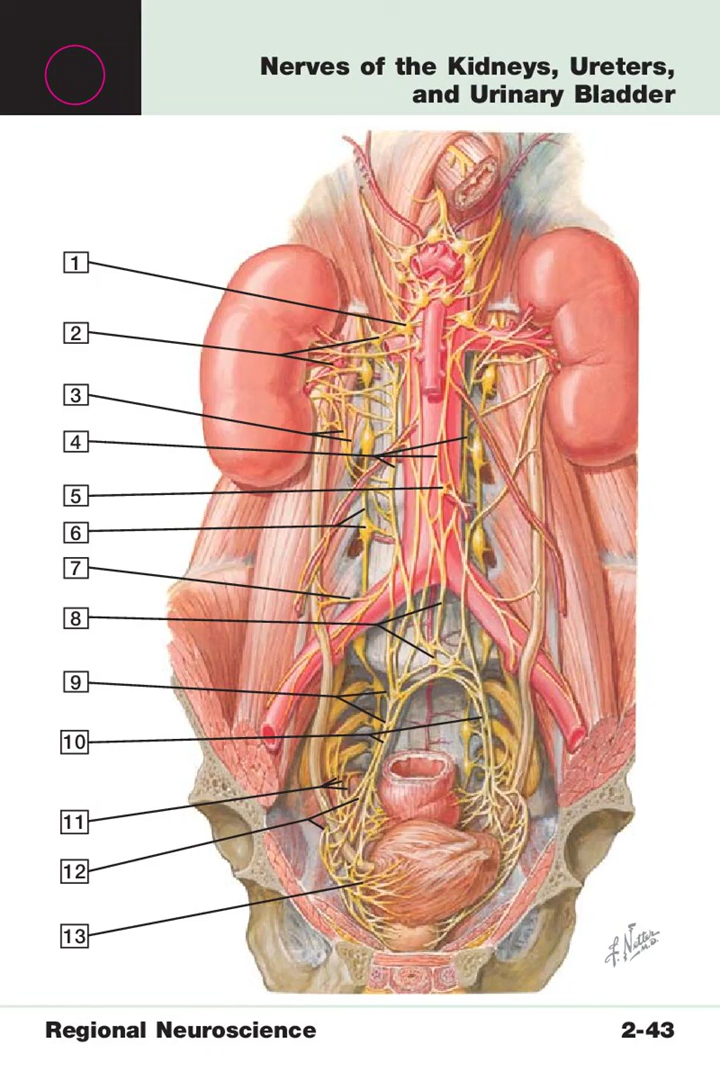 Nerves of the Kidneys, Ureters,
and Urinary Bladder
1
2
3
4
5
6
7
8
9
10
11
12
13
F. Netter
M.D.
Regional Neuroscience 2-43